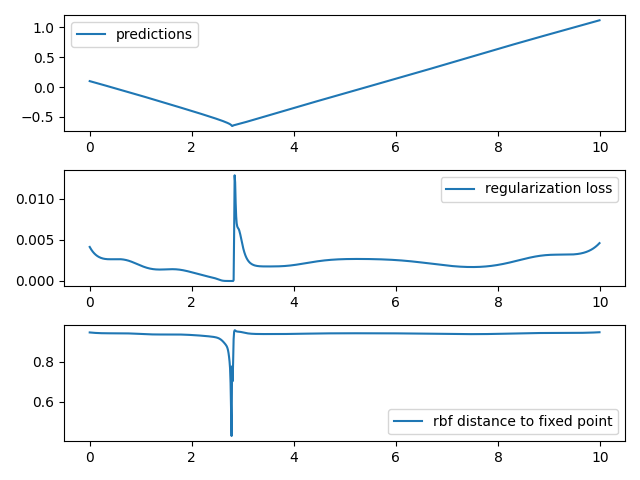 1.0
0.5
0.0
−0.5
predictions
0 2 4 6 8 10
0.010
0.005
0.000
regularization loss
0 2 4 6 8 10
0.8
0.6
rbf distance to fixed point
0 2 4 6 8 10